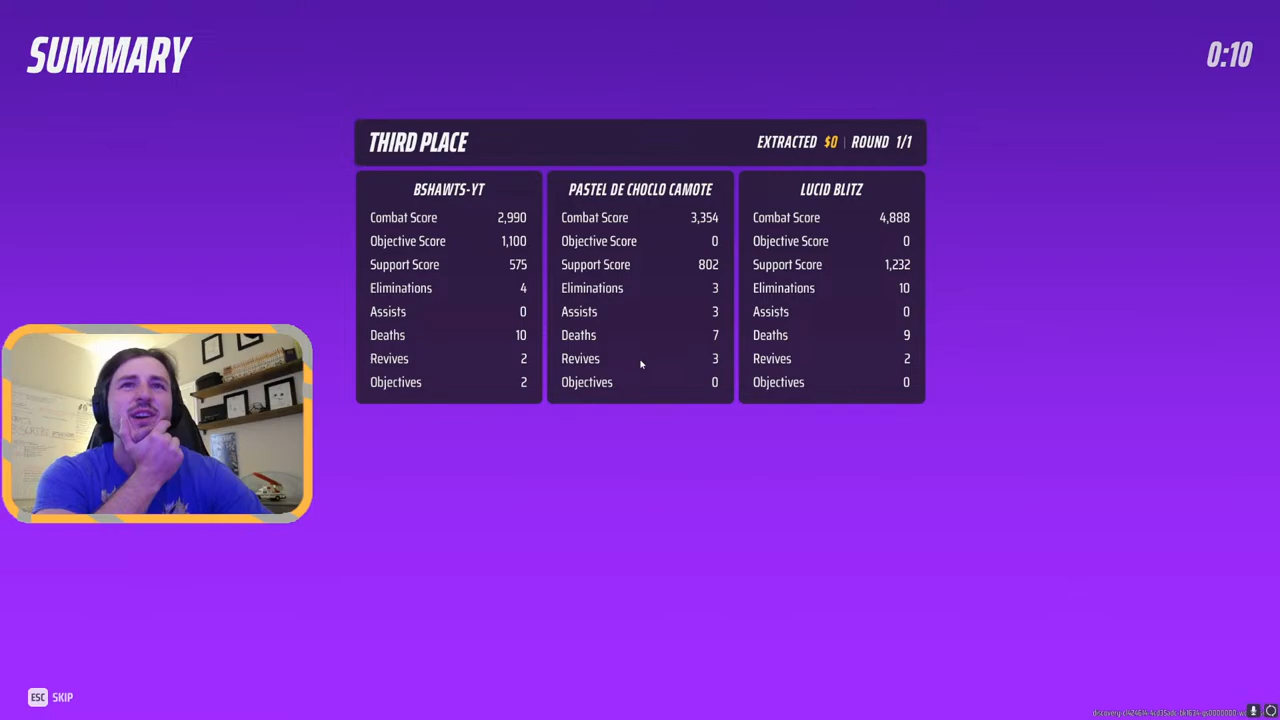 SUMMARY
0:10
THIRD PLACE
EXTRACTED $0 | ROUND 1/1
BSHAWTS-YT
Combat Score 2,990
Objective Score 1,100
Support Score 575
Eliminations 4
Assists 0
Deaths 10
Revives 2
Objectives 2
PASTEL DE CHOCLO CAMOTE
Combat Score 3,354
Objective Score 0
Support Score 802
Eliminations 3
Assists 3
Deaths 7
Revives 3
Objectives 0
LUCID BLITZ
Combat Score 4,888
Objective Score 0
Support Score 1,232
Eliminations 10
Assists 0
Deaths 9
Revives 2
Objectives 0
ESC SKIP